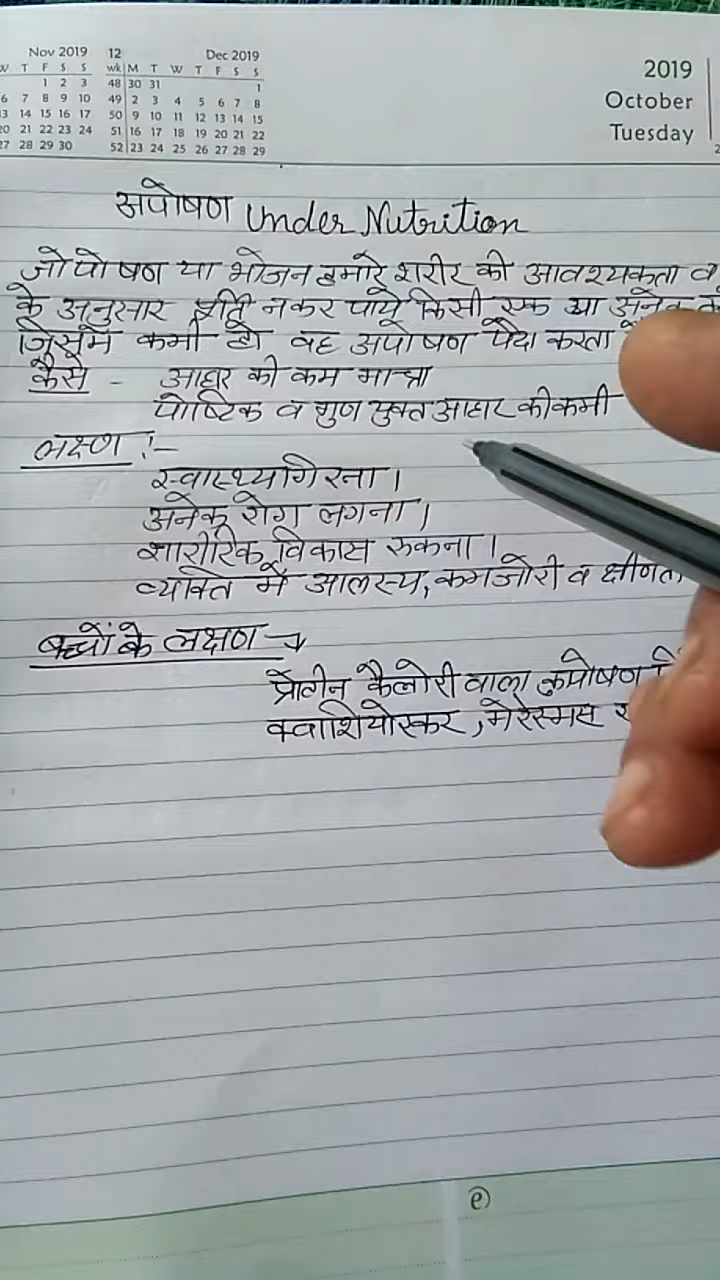 Nov 2019
W T F S S
1 2 3
6 7 8 9 10
13 14 15 16 17
20 21 22 23 24
27 28 29 30
12 Dec 2019
wk M T W T F S S
48 30 31 1
49 2 3 4 5 6 7 8
50 9 10 11 12 13 14 15
51 16 17 18 19 20 21 22
52 23 24 25 26 27 28 29
2019
October
Tuesday
अपोषण Under Nutrition
जो पोषण या भोजन हमारे शरीर की आवश्यकता व
के अनुसार प्रर्ति न कर पाये किसी एक या अनेक
जिसमें कमी हो वह अपोषण पैदा करता
कैसे - आहार की कम मात्रा
पोष्टिक व गुण युक्त आहार की कमी
लक्षण :-
स्वास्थ्य गिरना।
अनेक रोग लगना।
शारीरिक विकास रुकना।
व्यक्ति में आलस्य, कमजोरी व क्षीणता
बच्चों के लक्षण →
प्रोटीन कैलोरी वाला कुपोषण
क्वाशियोस्कर, मेरेस्मस
e